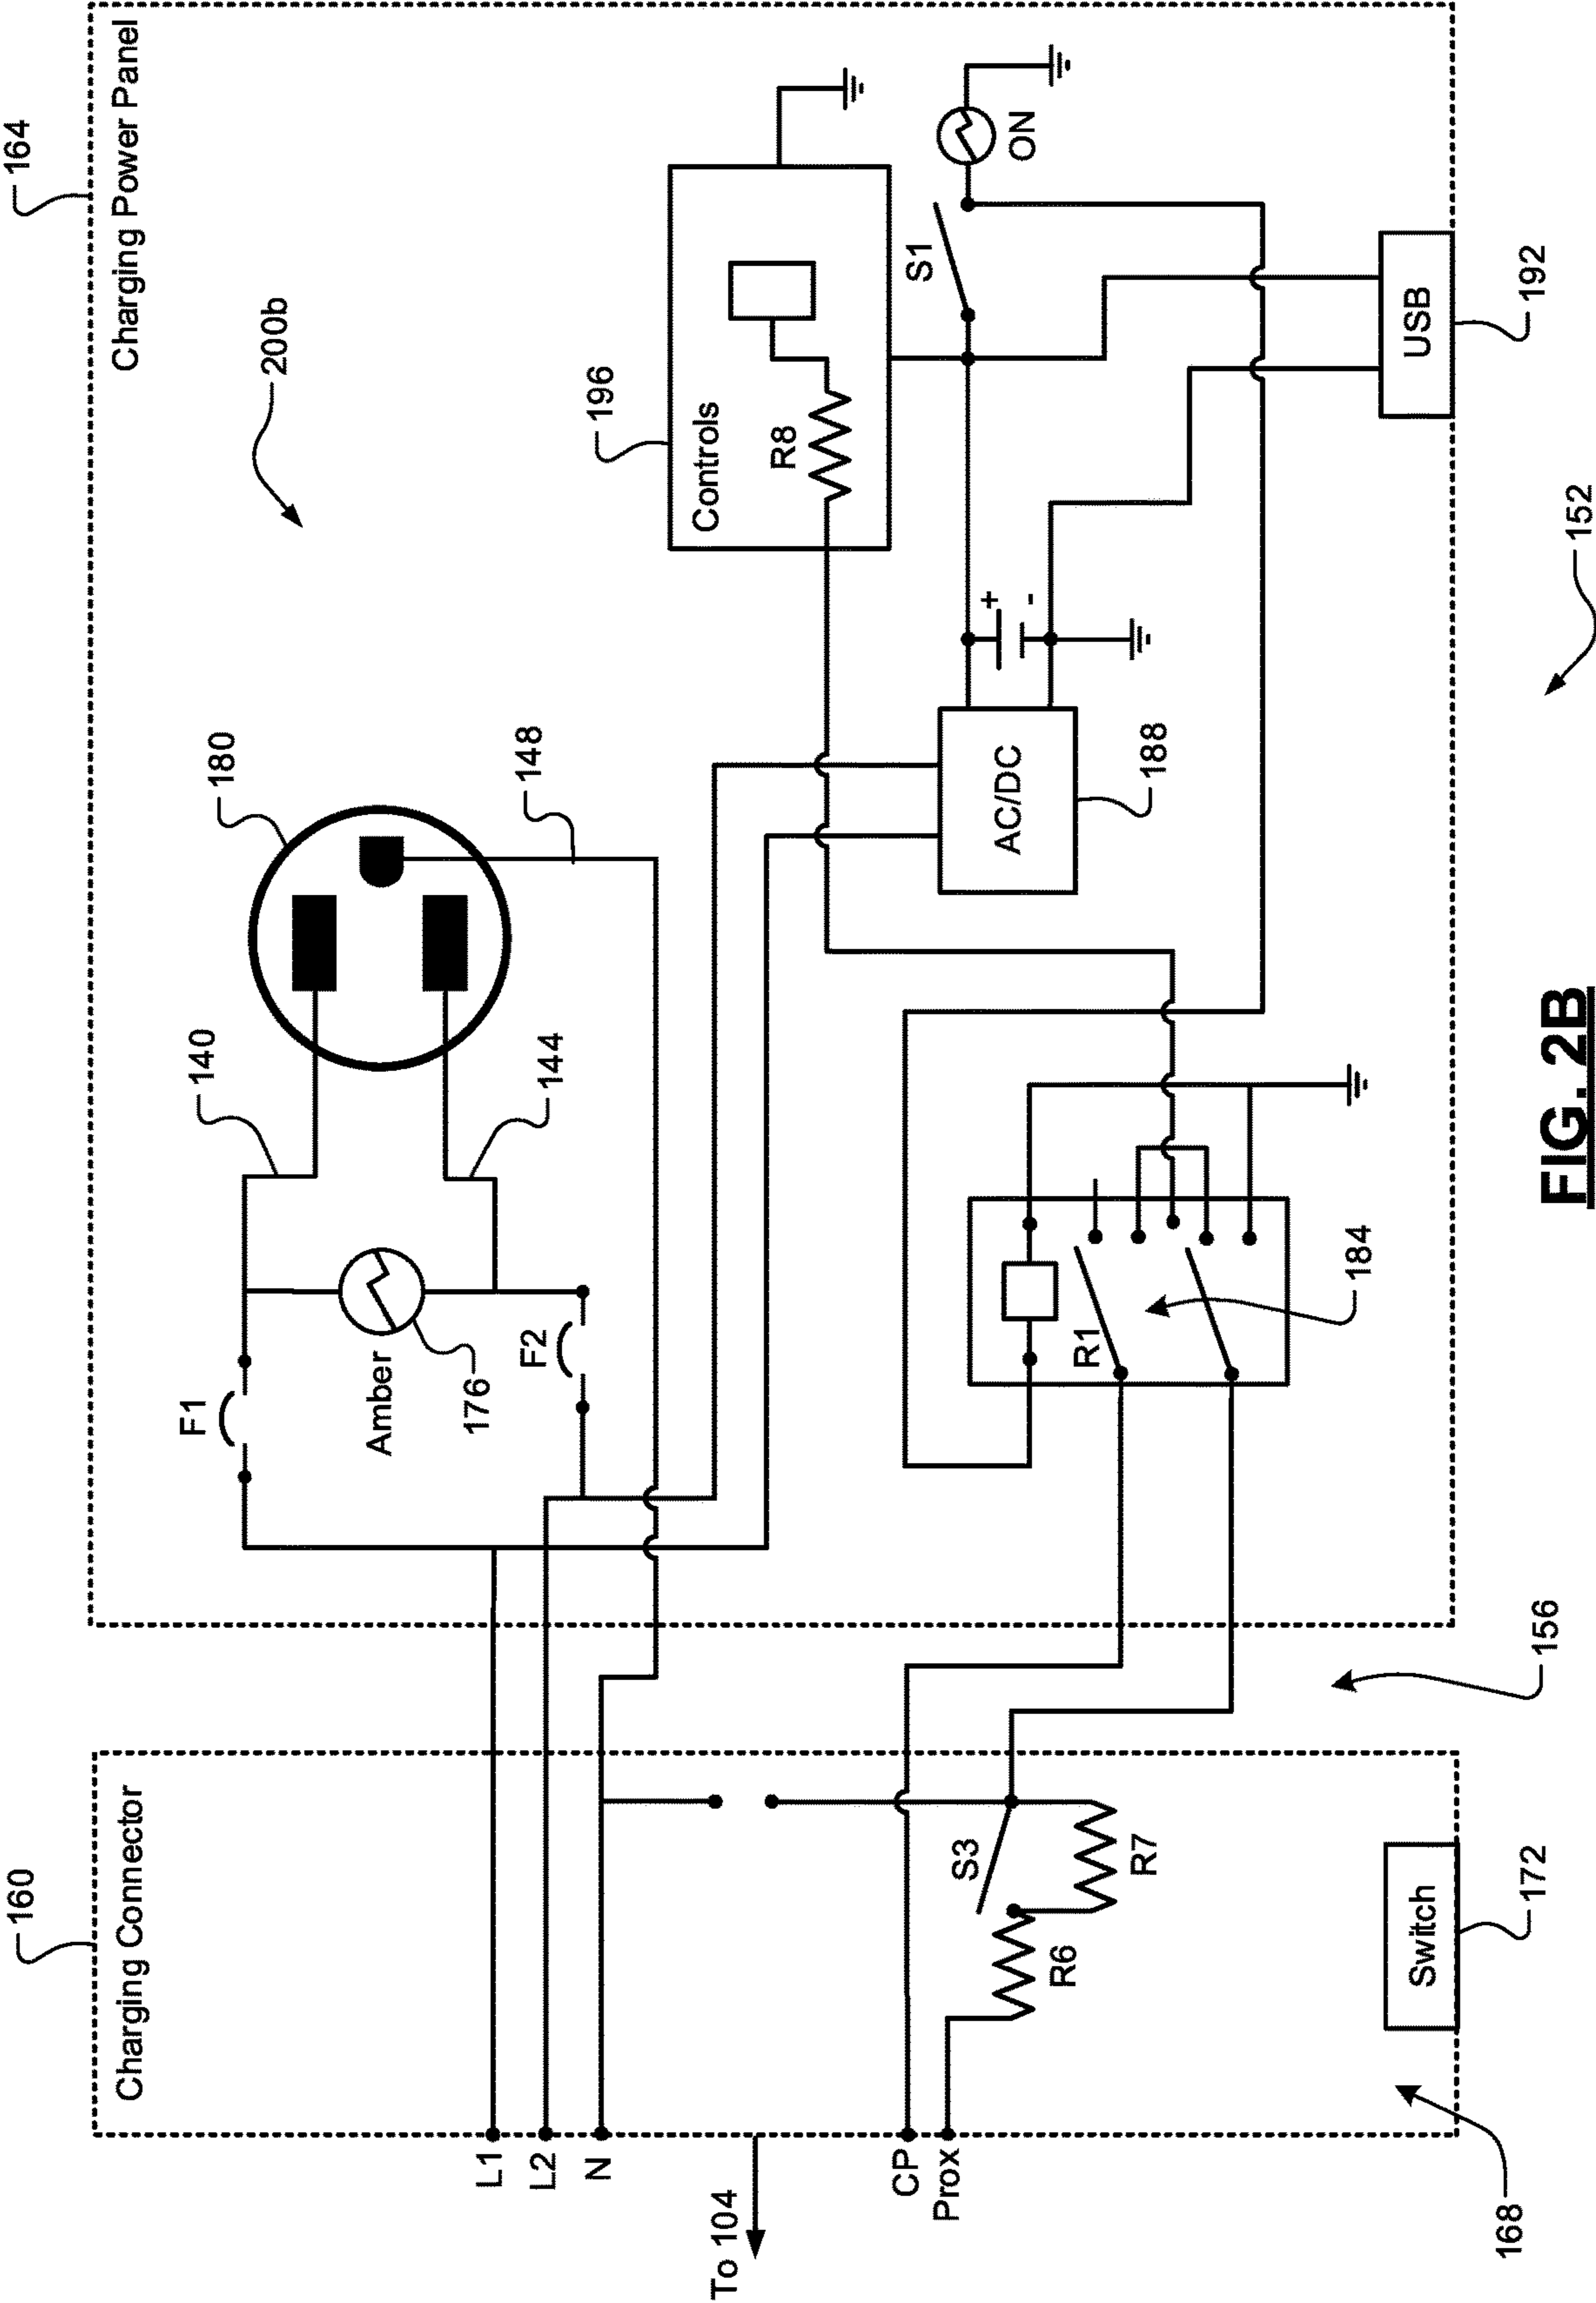 164
Charging Power Panel
200b
180
140
148
144
F1
Amber
176
F2
196
Controls
R8
S1
ON
AC/DC
188
+
-
USB
192
R1
184
152
156
160
Charging Connector
L1
L2
N
To 104
CP
Prox
S3
R6
R7
Switch
172
168
FIG. 2B